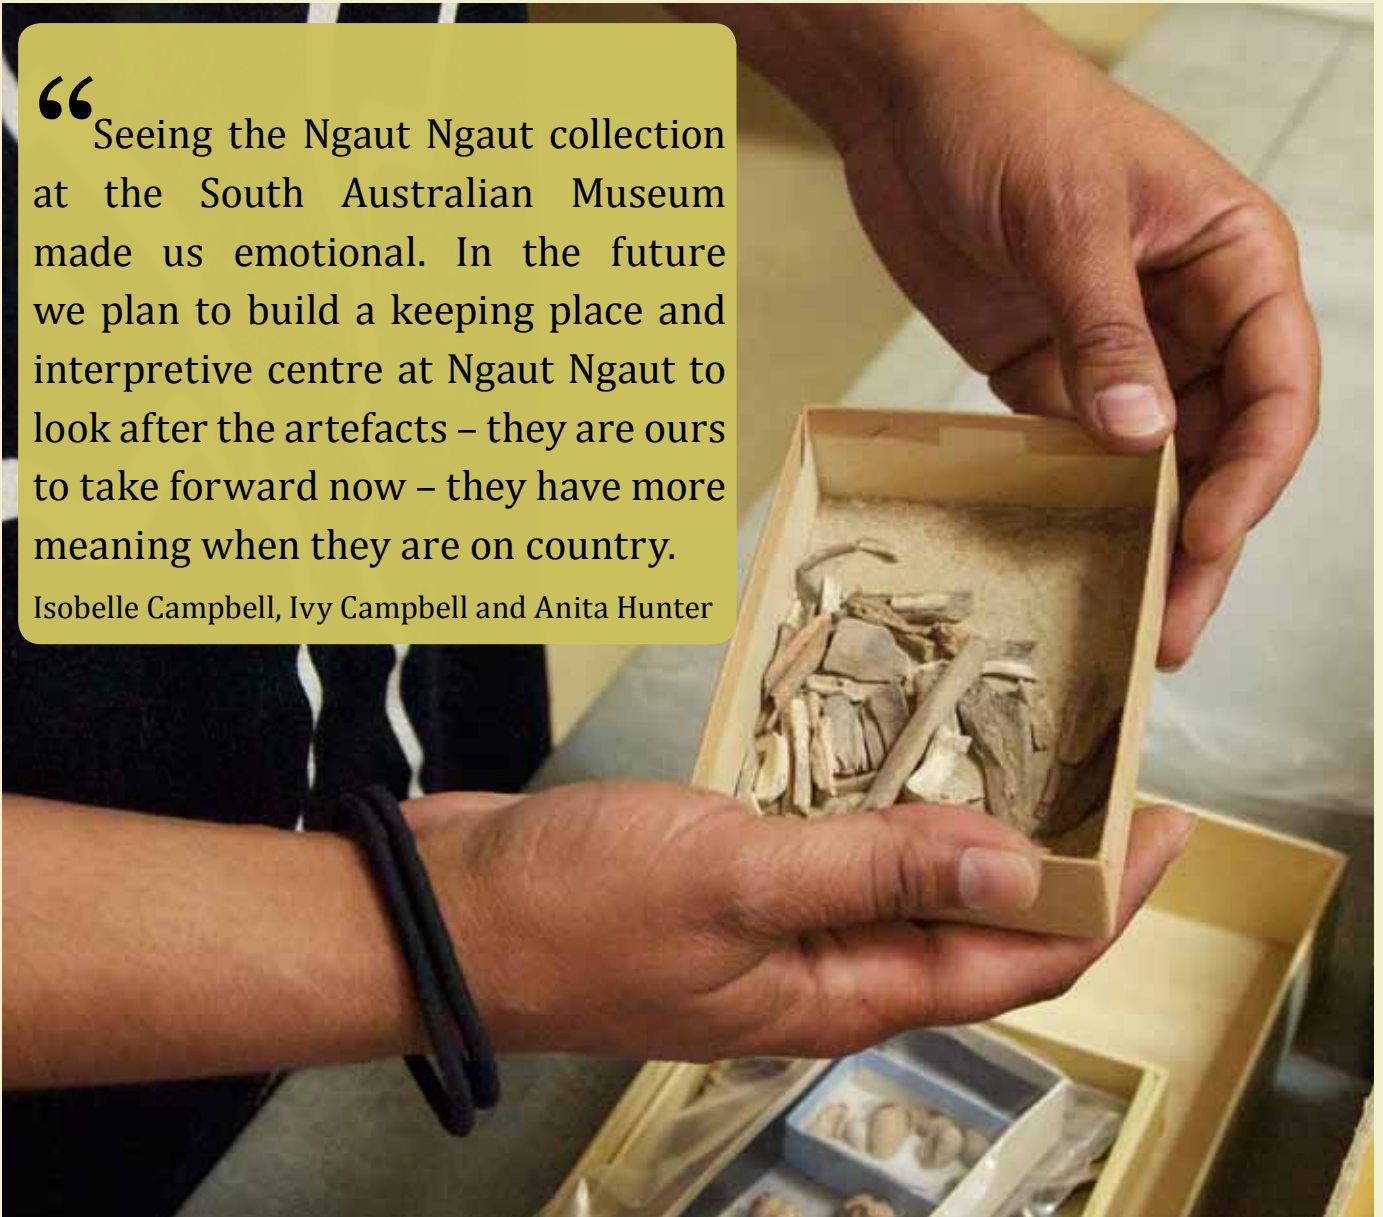 “Seeing the Ngaut Ngaut collection
at the South Australian Museum
made us emotional. In the future
we plan to build a keeping place and
interpretive centre at Ngaut Ngaut to
look after the artefacts – they are ours
to take forward now – they have more
meaning when they are on country.
Isobelle Campbell, Ivy Campbell and Anita Hunter